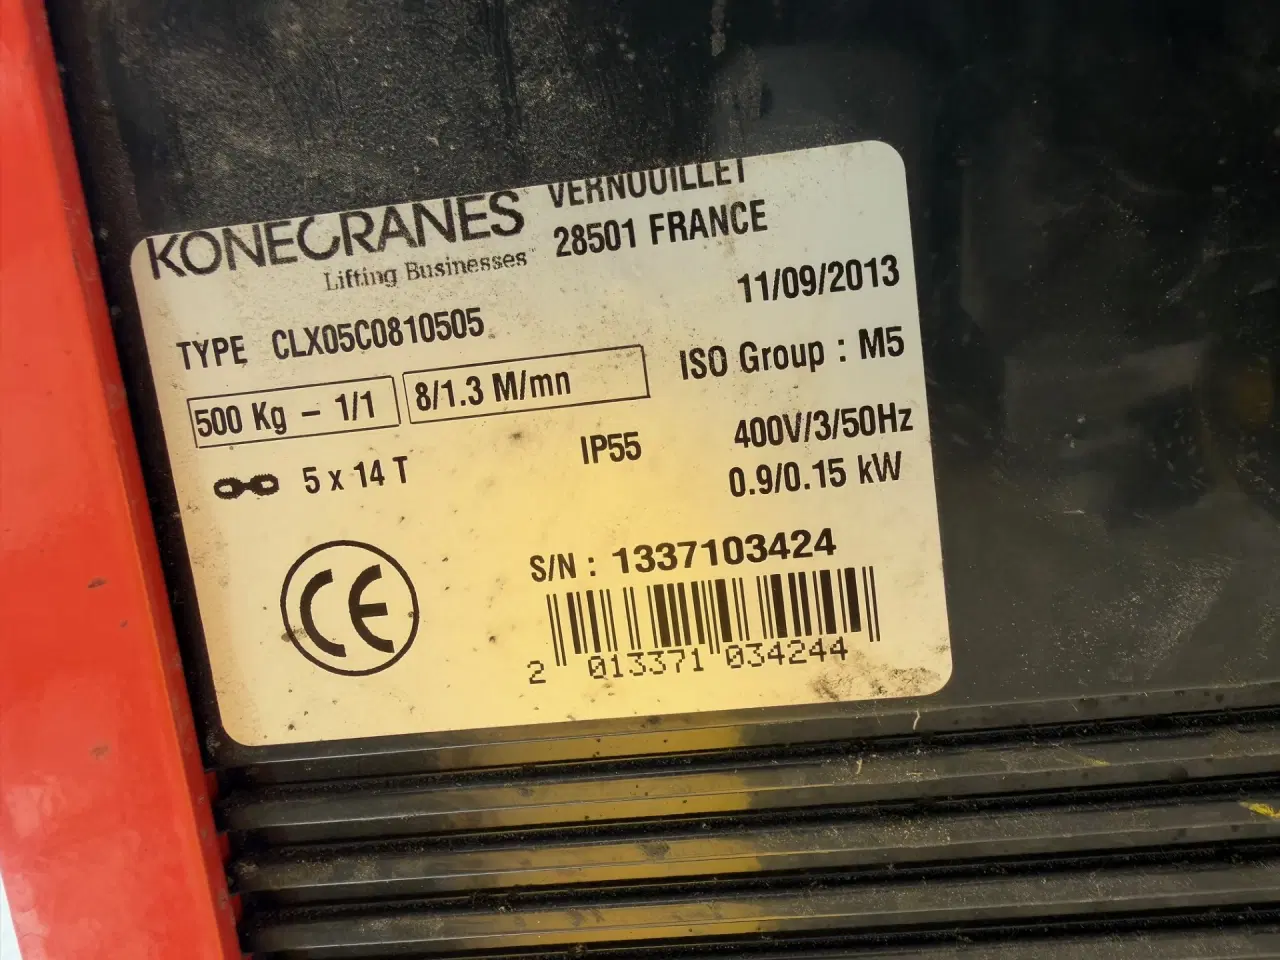 KONECRANES
Lifting Businesses™
VERNOUILLET
28501 FRANCE
11/09/2013
TYPE CLX05C0810505
ISO Group : M5
500 Kg - 1/1
8/1.3 M/mn
5 x 14 T
IP55
400V/3/50Hz
0.9/0.15 kW
CE
S/N : 1337103424
2 013371 034244